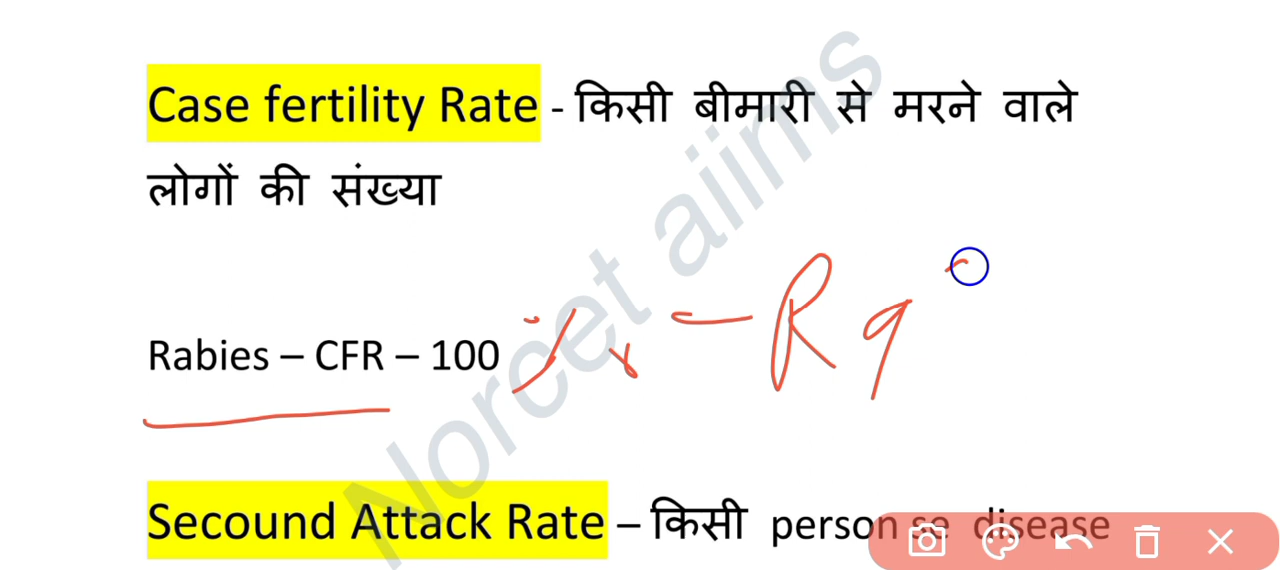 Case fertility Rate - किसी बीमारी से मरने वाले
लोगों की संख्या
Rabies – CFR – 100 %
Secound Attack Rate – किसी person se disease
Norcet aiims